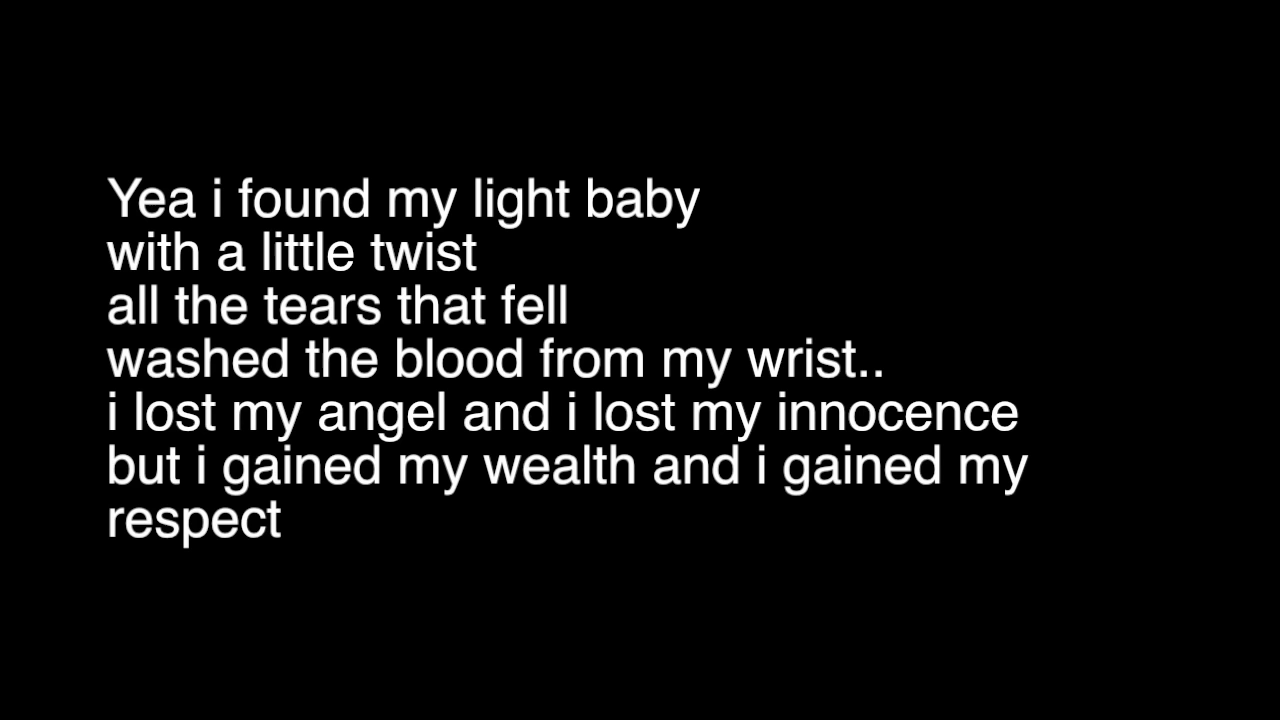 Yea i found my light baby
with a little twist
all the tears that fell
washed the blood from my wrist..
i lost my angel and i lost my innocence
but i gained my wealth and i gained my
respect